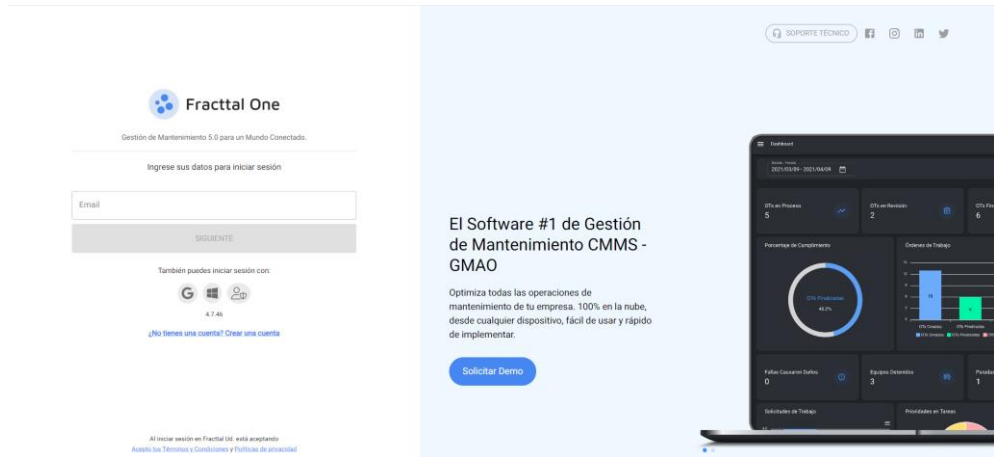 SOPORTE TÉCNICO
Fracttal One
Gestión de Mantenimiento 5.0 para un Mundo Conectado.
Ingrese sus datos para iniciar sesión
Email
SIGUIENTE
También puedes iniciar sesión con:
4.7.46
¿No tienes una cuenta? Crear una cuenta
Al iniciar sesión en Fracttal Ud. está aceptando
Acepto los Términos y Condiciones y Políticas de privacidad
El Software #1 de Gestión
de Mantenimiento CMMS -
GMAO
Optimiza todas las operaciones de
mantenimiento de tu empresa. 100% en la nube,
desde cualquier dispositivo, fácil de usar y rápido
de implementar.
Solicitar Demo
Dashboard
2021/03/09 - 2021/04/09
OTs en Proceso
5
OTs en Revisión
2
6
Porcentaje de Cumplimiento
OTs Finalizadas
Órdenes de Trabajo
Fallas Causaron Daños
0
Equipos Detenidos
3
1
Solicitudes de Trabajo
Prioridades en Tareas